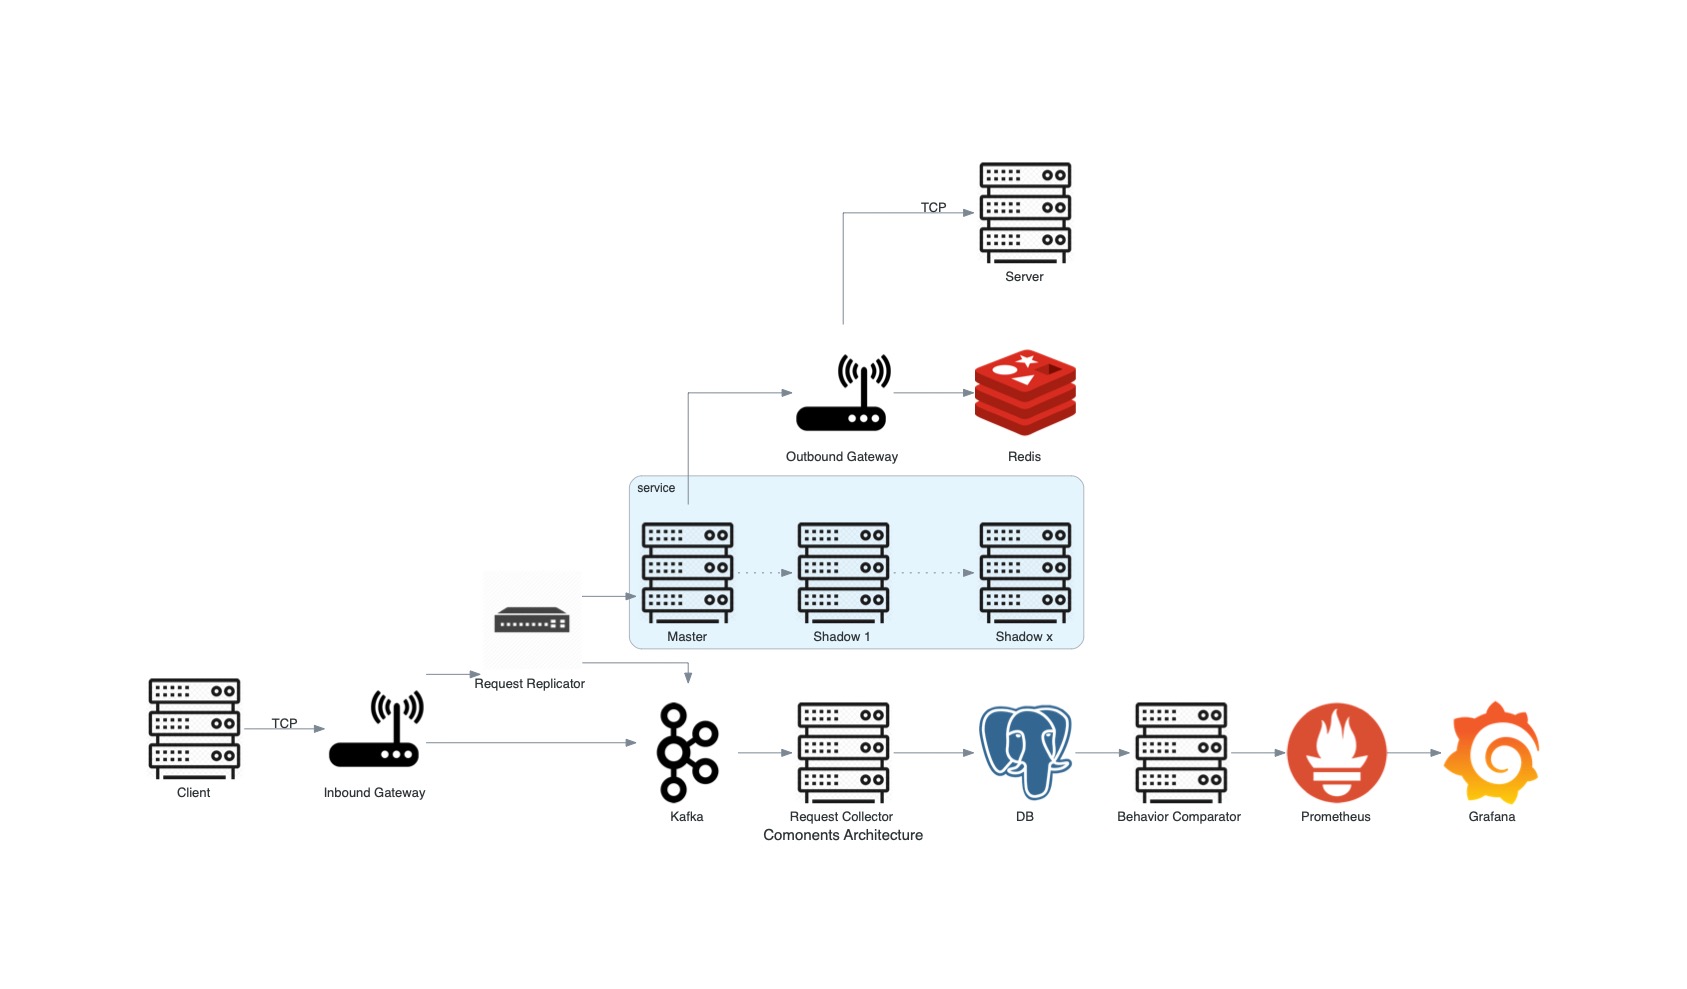 TCP
Server
Outbound Gateway
Redis
service
Master
Shadow 1
Shadow x
Request Replicator
TCP
Client
Inbound Gateway
Kafka
Request Collector
DB
Behavior Comparator
Prometheus
Grafana
Comonents Architecture